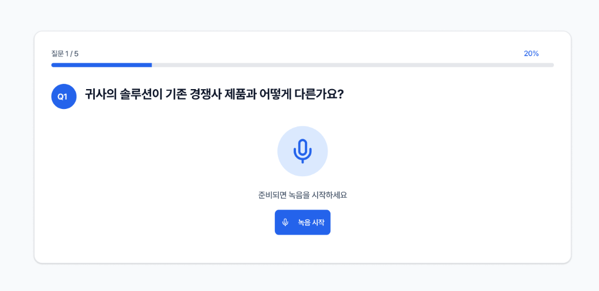 질문 1 / 5
20%
Q1
귀사의 솔루션이 기존 경쟁사 제품과 어떻게 다른가요?
준비되면 녹음을 시작하세요
녹음 시작